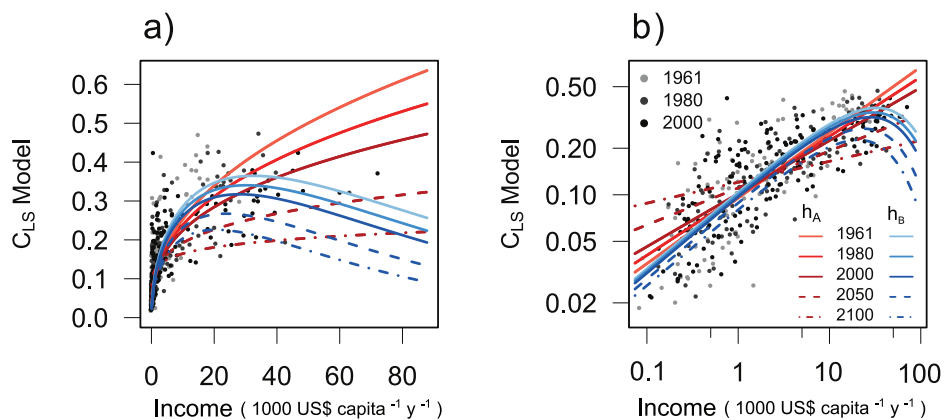 a)
C_LS Model
0.6
0.5
0.4
0.3
0.2
0.1
0.0
0 20 40 60 80
Income ( 1000 US$ capita ⁻¹ y ⁻¹ )
b)
C_LS Model
0.50
0.20
0.10
0.05
0.02
1961
1980
2000
h_A h_B
1961
1980
2000
2050
2100
0.1 1 10 100
Income ( 1000 US$ capita ⁻¹ y ⁻¹ )